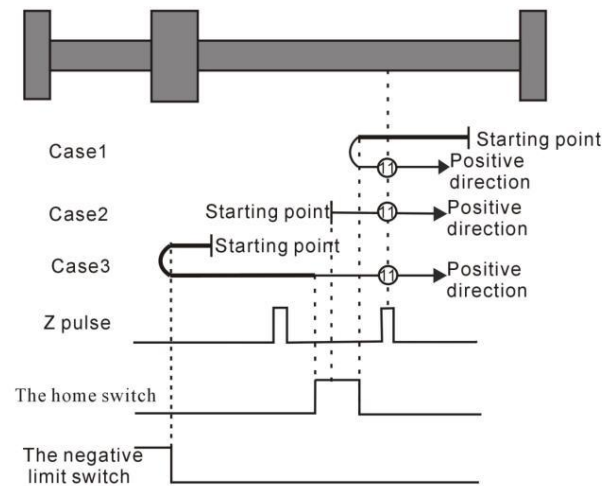 Starting point
Case1
11
Positive
direction
Case2
Starting point
11
Positive
direction
Starting point
Case3
11
Positive
direction
Z pulse
The home switch
The negative
limit switch